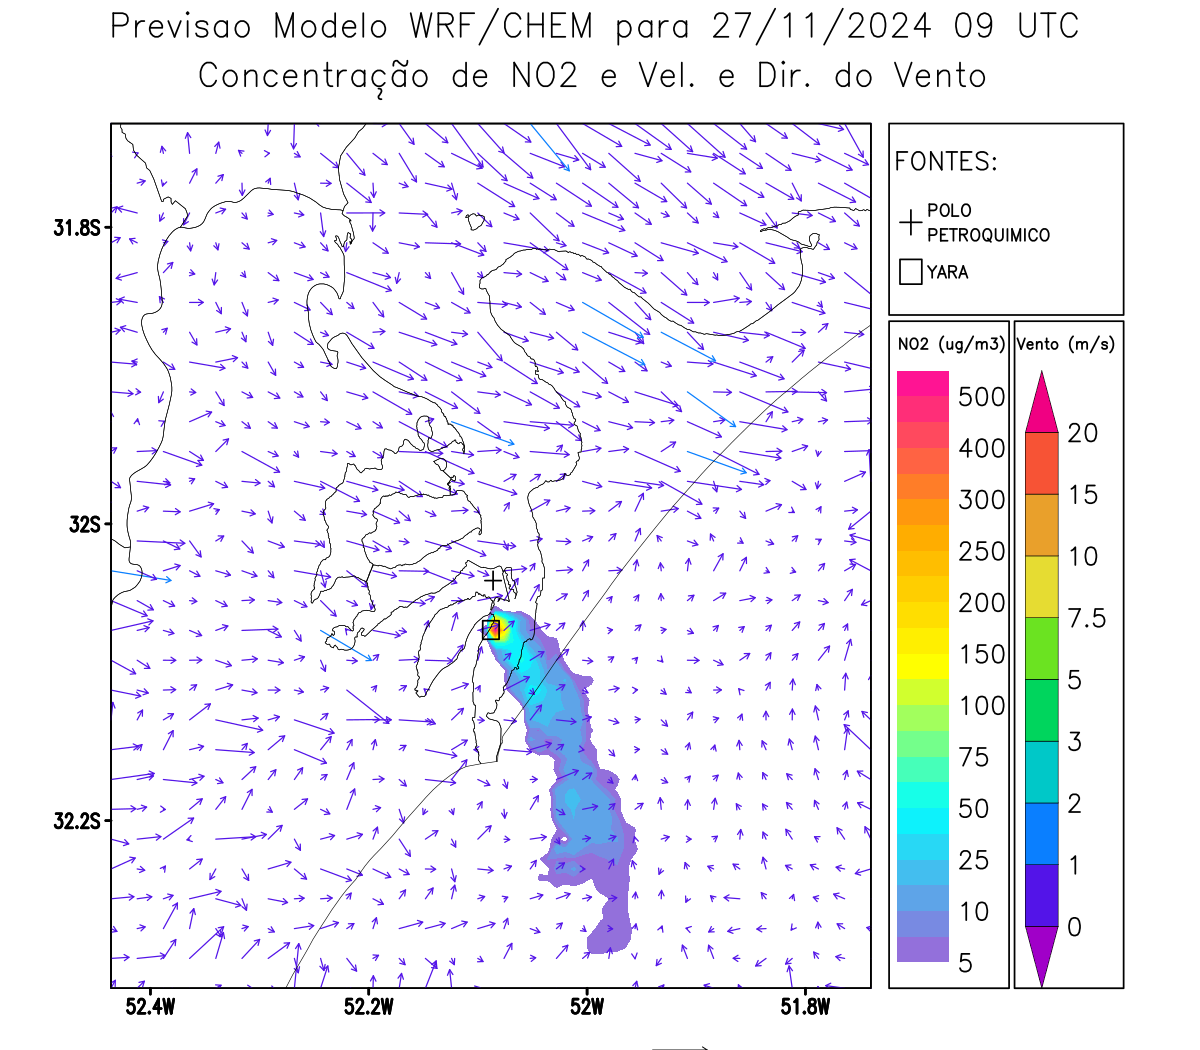 Previsao Modelo WRF/CHEM para 27/11/2024 09 UTC
Concentração de NO2 e Vel. e Dir. do Vento
FONTES:
POLO
PETROQUIMICO
YARA
NO2 (ug/m3)
500
400
300
250
200
150
100
75
50
25
10
5
Vento (m/s)
20
15
10
7.5
5
3
2
1
0
31.8S
32S
32.2S
52.4W
52.2W
52W
51.8W